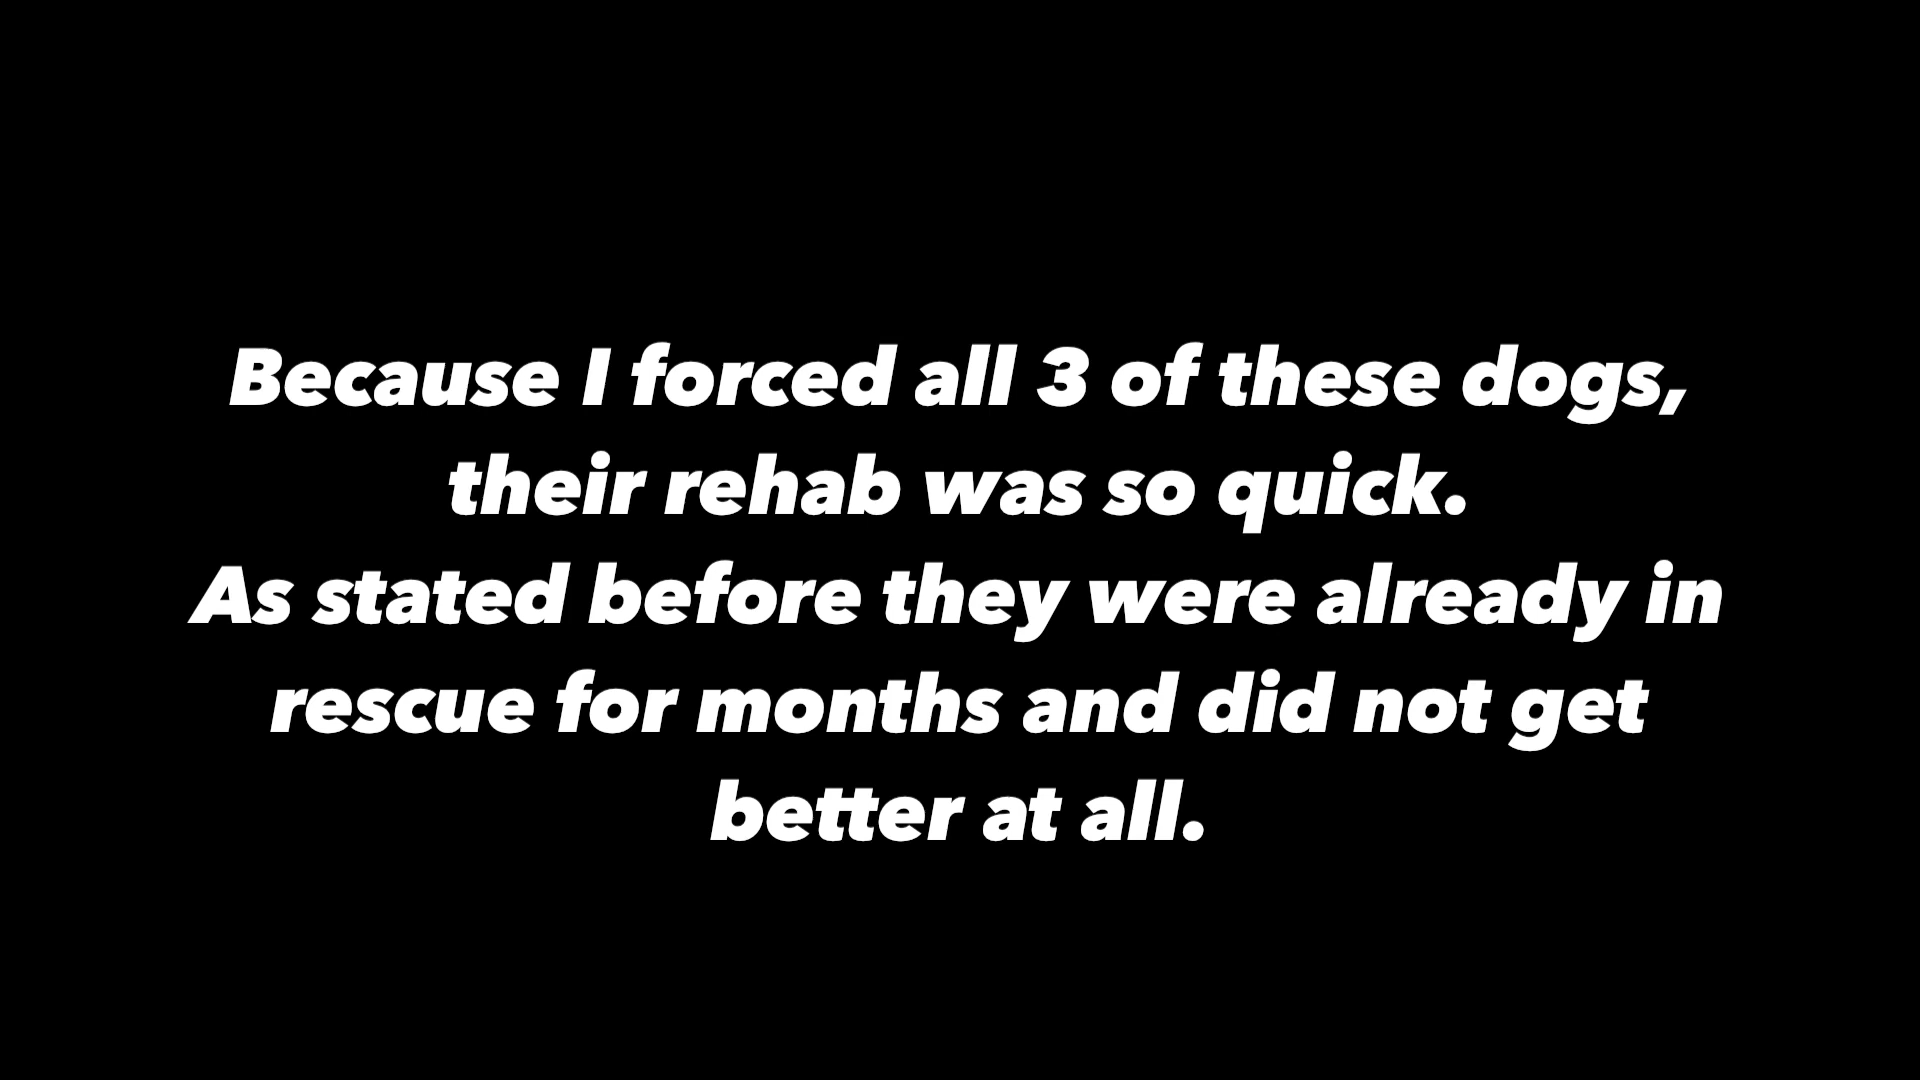 Because I forced all 3 of these dogs,
their rehab was so quick.
As stated before they were already in
rescue for months and did not get
better at all.